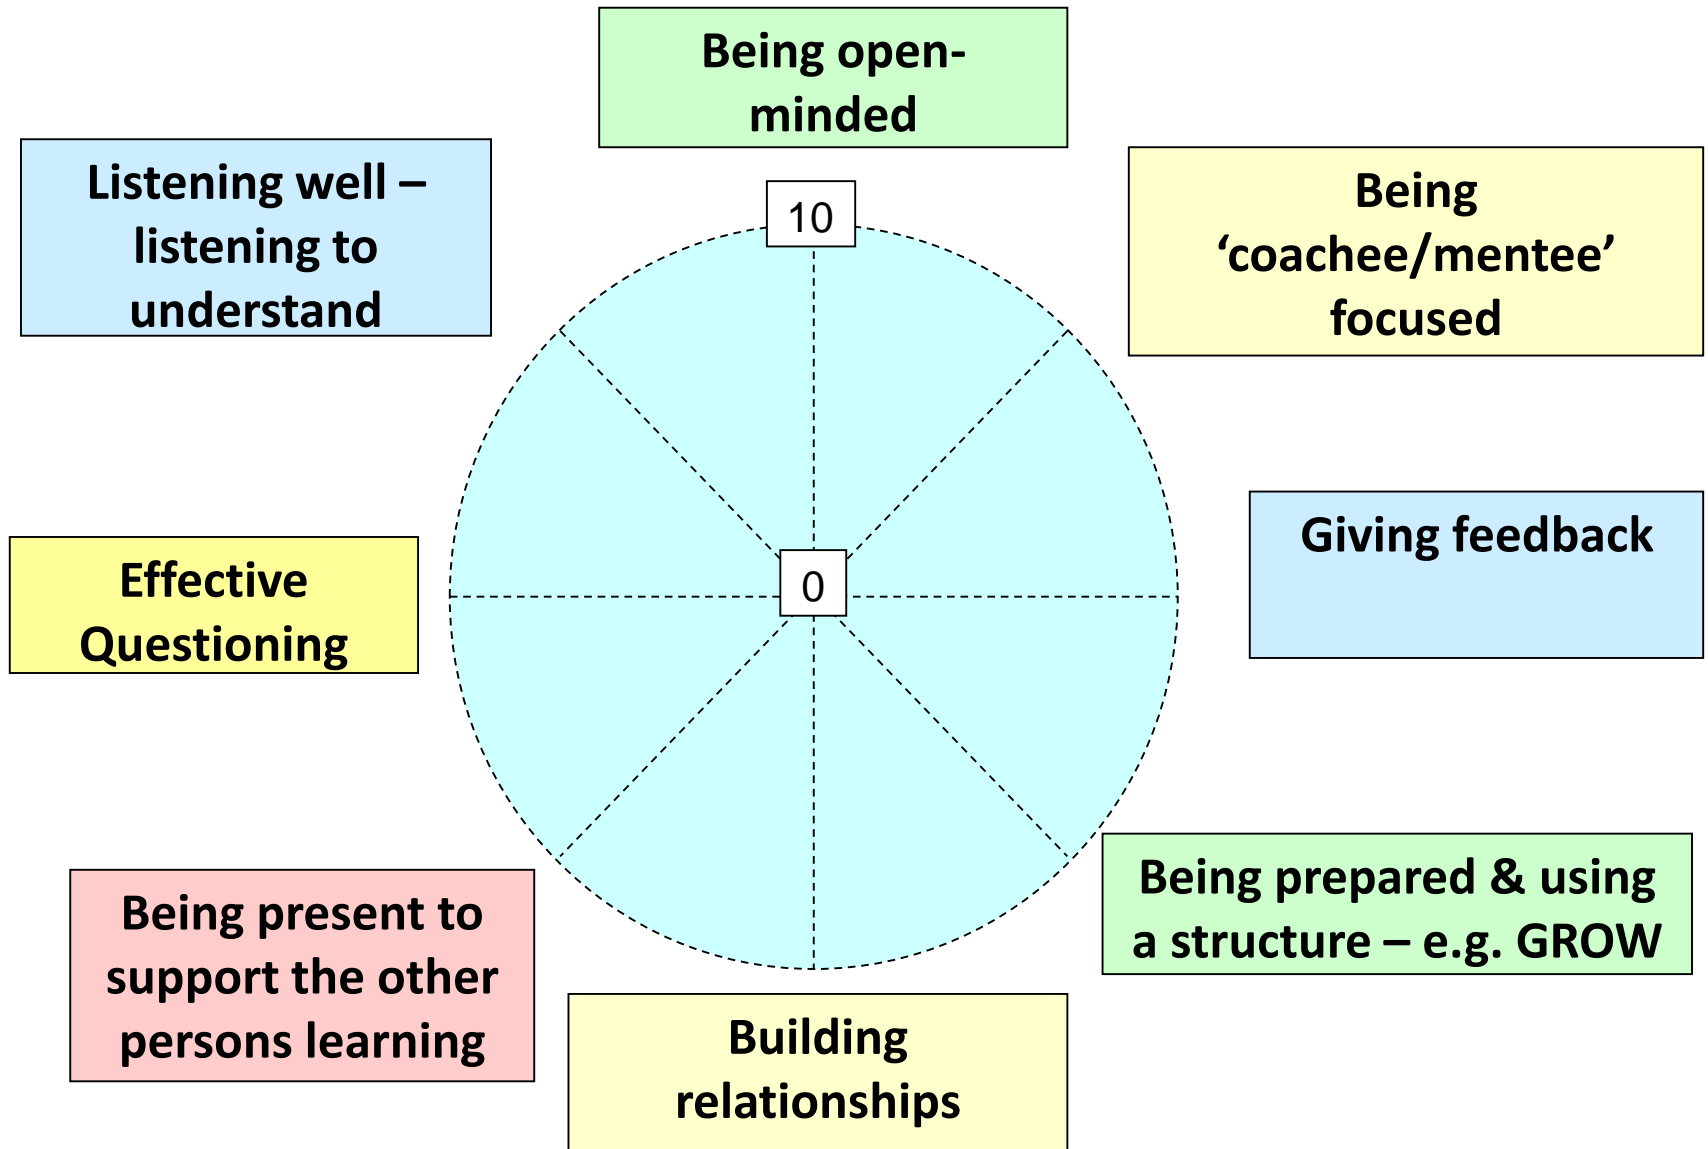 Being open-
minded
Listening well –
listening to
understand
10
Being
‘coachee/mentee’
focused
Giving feedback
0
Effective
Questioning
Being prepared & using
a structure – e.g. GROW
Being present to
support the other
persons learning
Building
relationships